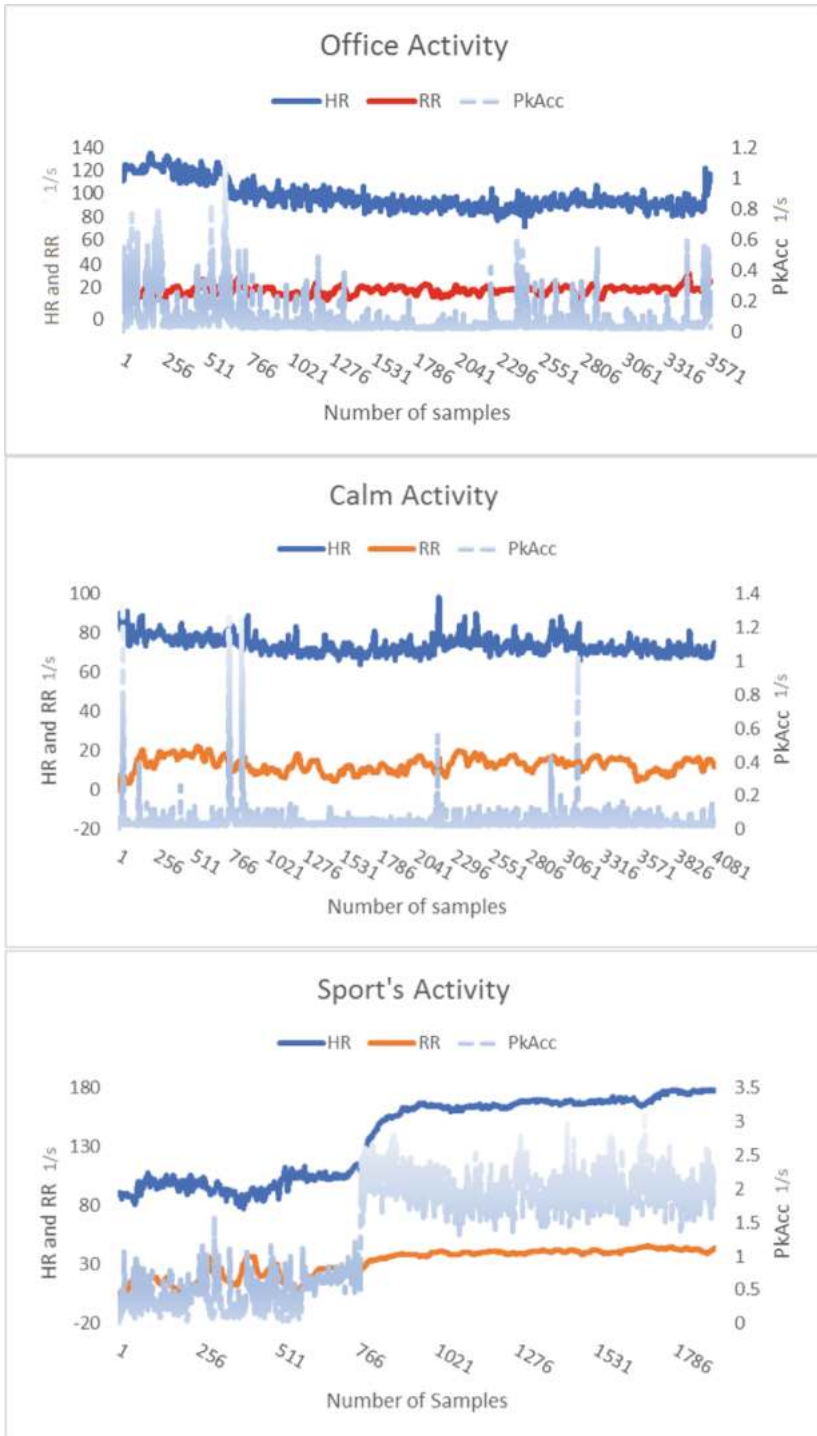 Office Activity
HR RR PkAcc
140
120
100
80
60
40
20
0
HR and RR 1/s
1.2
1
0.8
0.6
0.4
0.2
0
PkAcc 1/s
1 256 511 766 1021 1276 1531 1786 2041 2296 2551 2806 3061 3316 3571
Number of samples
Calm Activity
HR RR PkAcc
100
80
60
40
20
0
-20
HR and RR 1/s
1.4
1.2
1
0.8
0.6
0.4
0.2
0
PkAcc 1/s
1 256 511 766 1021 1276 1531 1786 2041 2296 2551 2806 3061 3316 3571 3826 4081
Number of samples
Sport's Activity
HR RR PkAcc
180
130
80
30
-20
HR and RR 1/s
3.5
3
2.5
2
1.5
1
0.5
0
PkAcc 1/s
1 256 511 766 1021 1276 1531 1786
Number of Samples